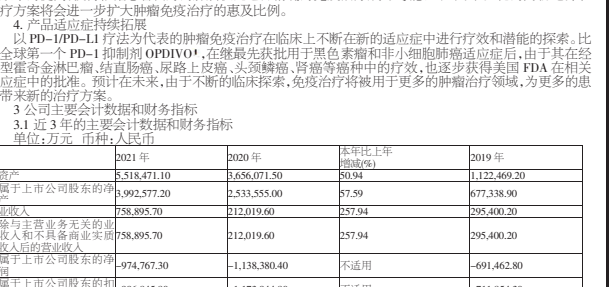 疗方案将会进一步扩大肿瘤免疫治疗的惠及比例。
4. 产品适应症持续拓展
以 PD-1/PD-L1 疗法为代表的肿瘤免疫治疗在临床上不断在新的适应症中进行疗效和潜能的探索。比
全球第一个 PD-1 抑制剂 OPDIVO®,在继最先获批用于黑色素瘤和非小细胞肺癌适应症后,由于其在经
型霍奇金淋巴瘤、结直肠癌、尿路上皮癌、头颈鳞癌、肾癌等癌种中的疗效,也逐步获得美国 FDA 在相关
应症中的批准。预计在未来,由于不断的临床探索,免疫治疗将被用于更多的肿瘤治疗领域,为更多的患
带来新的治疗方案。
3 公司主要会计数据和财务指标
3.1 近 3 年的主要会计数据和财务指标
单位:万元 币种:人民币
2021 年 2020 年 本年比上年增减(%) 2019 年
资产 5,518,471.10 3,656,071.50 50.94 1,122,469.20
属于上市公司股东的净
产 3,992,577.20 2,533,555.00 57.59 677,338.90
业收入 758,895.70 212,019.60 257.94 295,400.20
除与主营业务无关的业
收入和不具备商业实质 758,895.70 212,019.60 257.94 295,400.20
收入后的营业收入
属于上市公司股东的净
润 -974,767.30 -1,138,380.40 不适用 -691,462.80
属于上市公司股东的扣